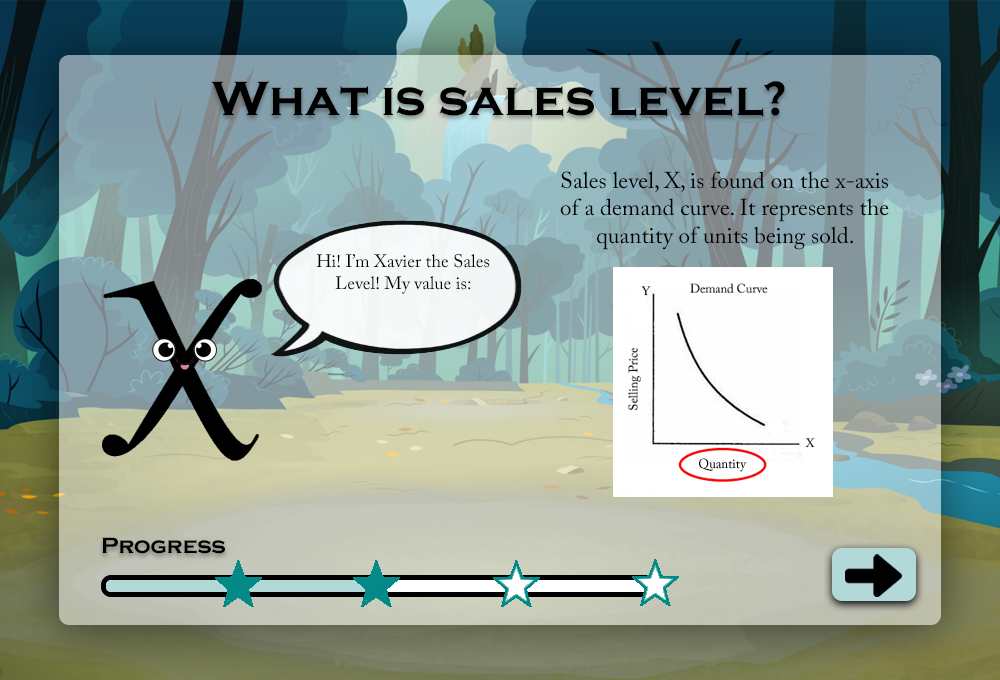 WHAT IS SALES LEVEL?
Sales level, X, is found on the x-axis
of a demand curve. It represents the
quantity of units being sold.
Hi! I'm Xavier the Sales
Level! My value is:
X
Y
Demand Curve
Selling Price
X
Quantity
PROGRESS